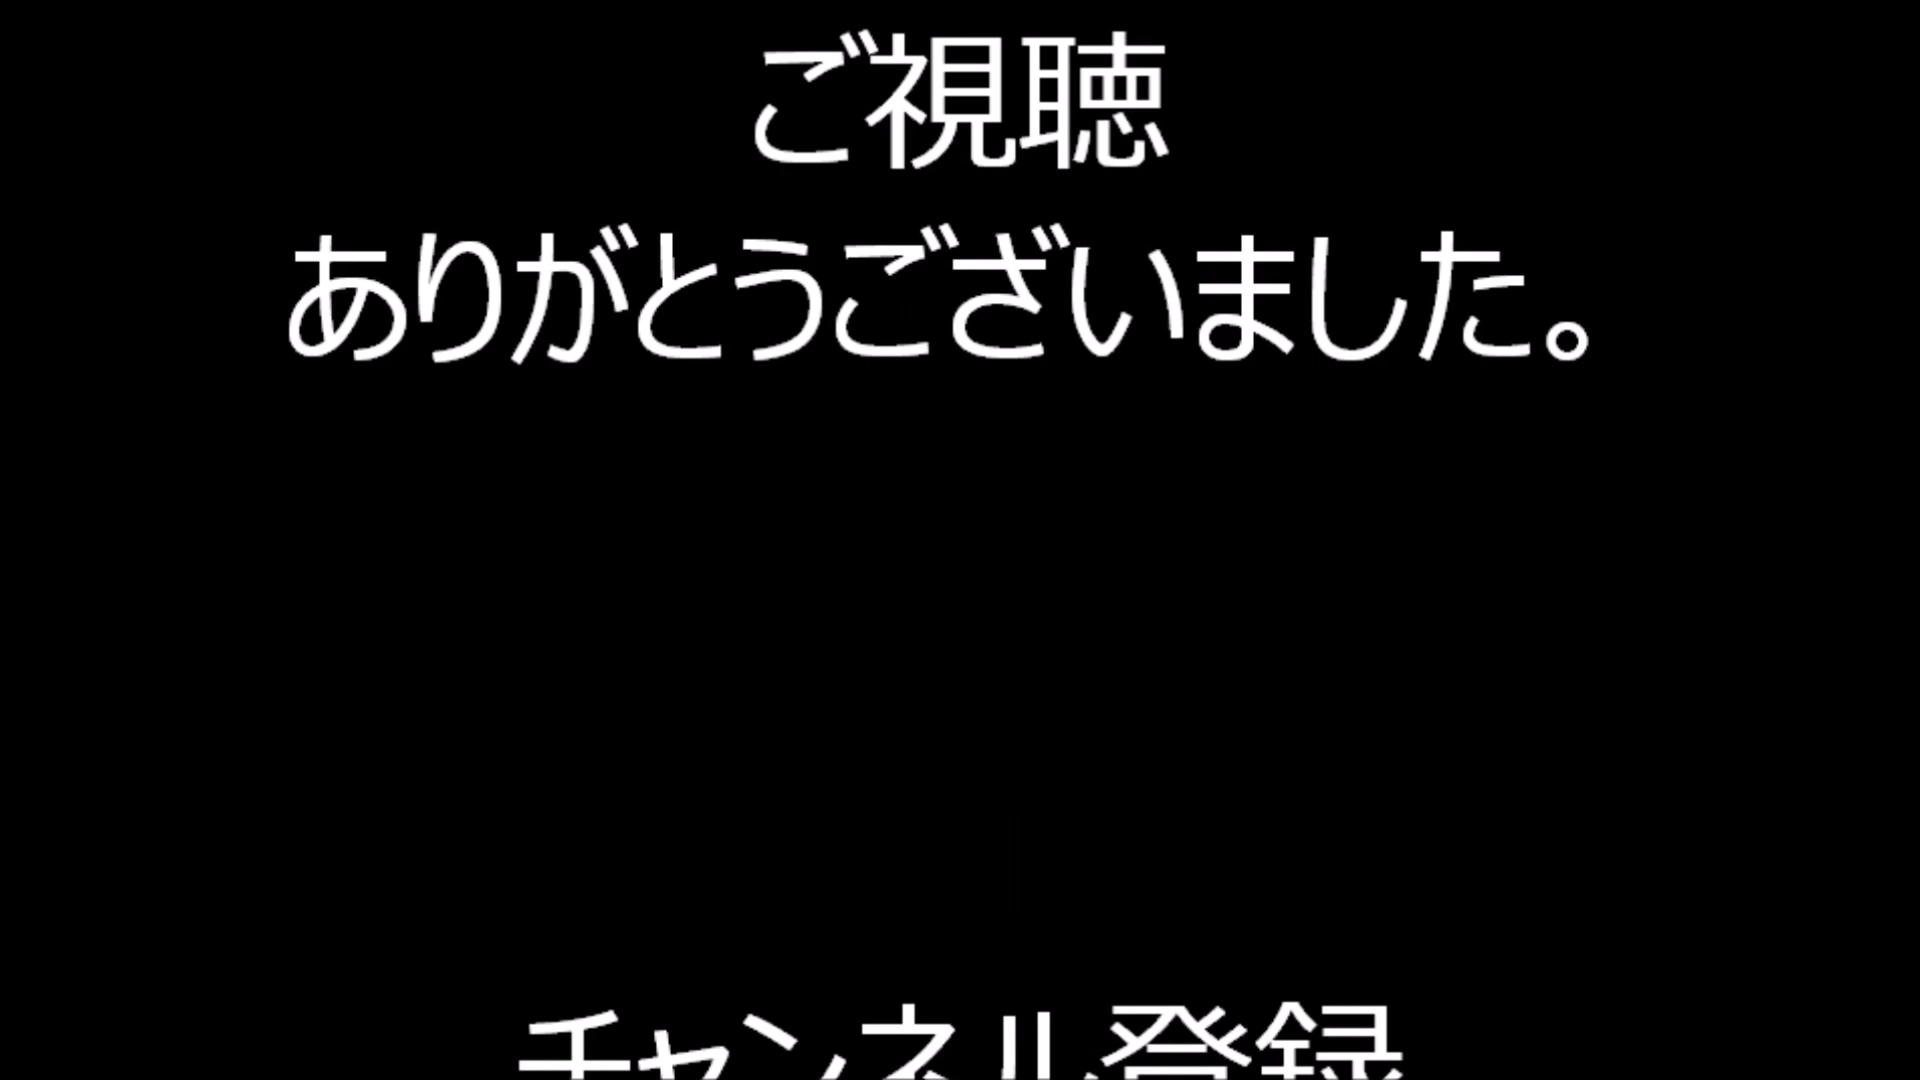 ご視聴
ありがとうございました。
チャンネル登録